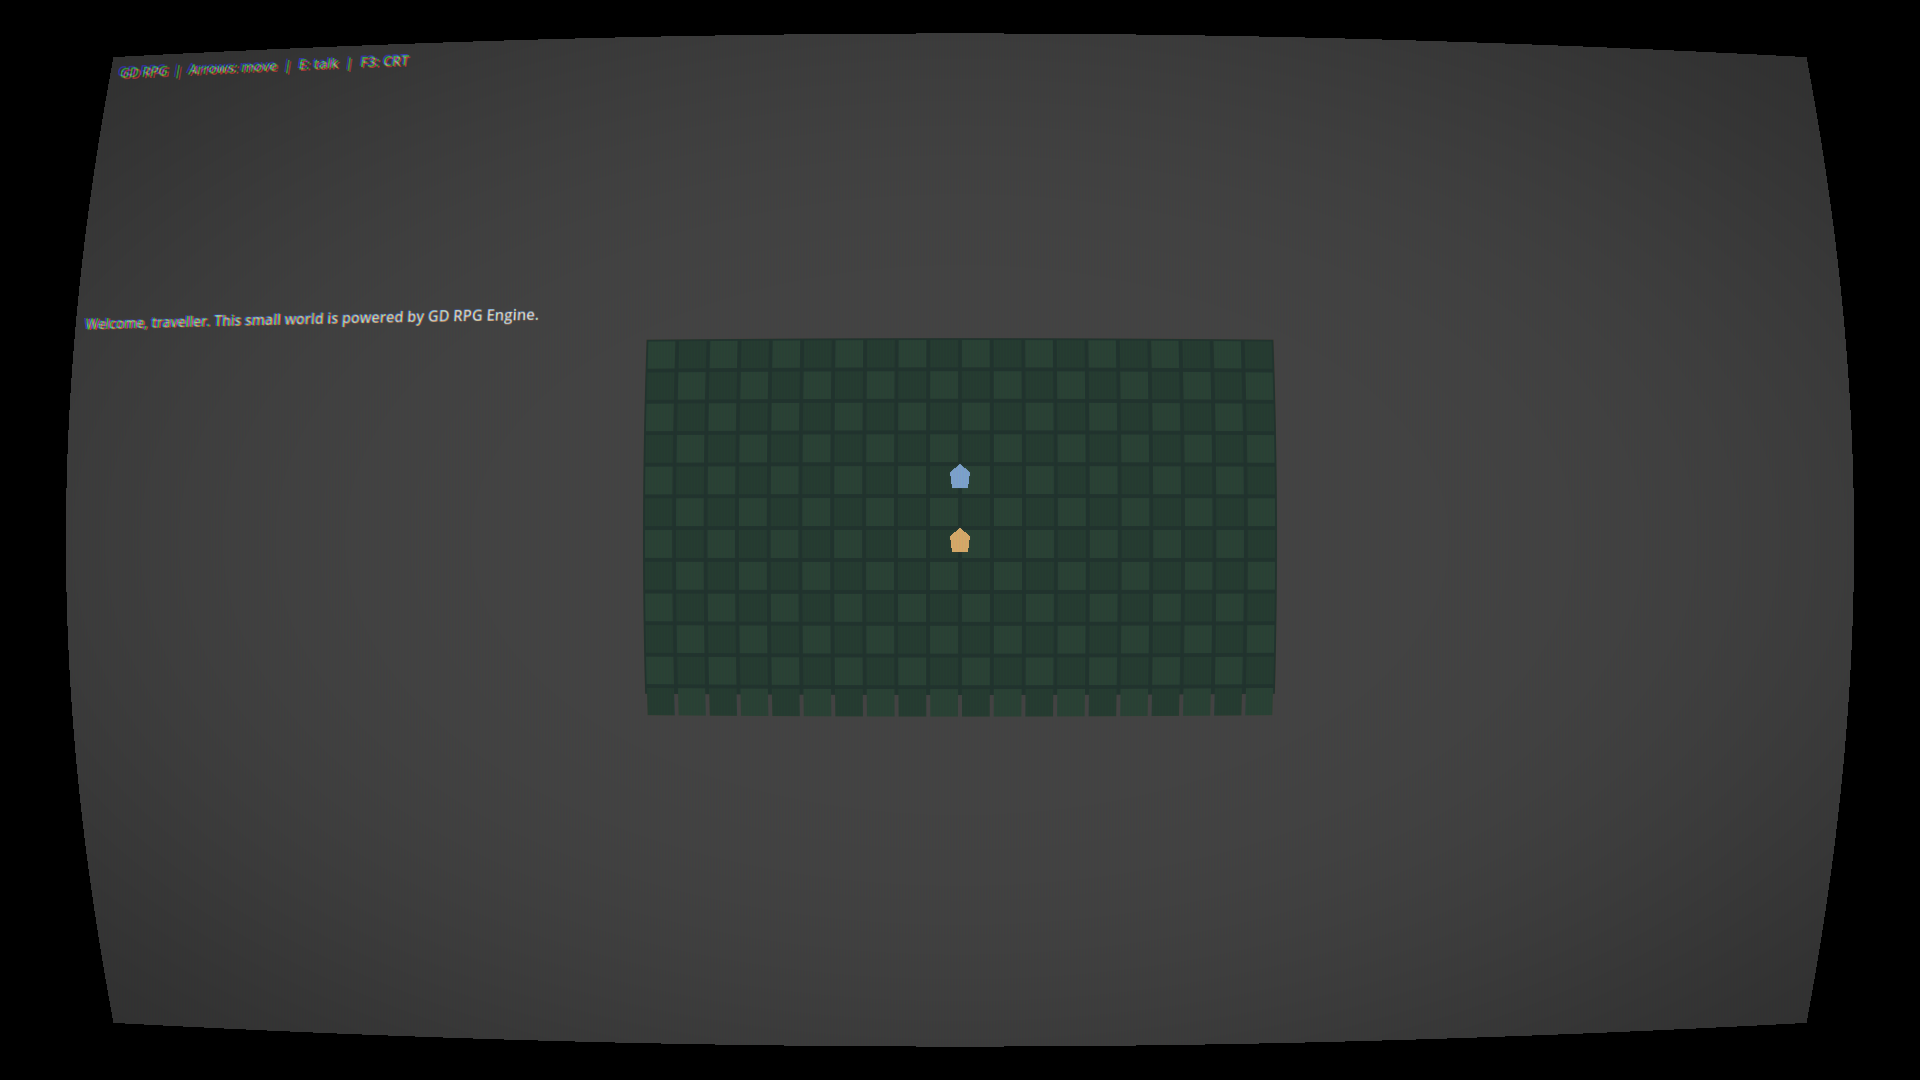 GD RPG | Arrows: move | E: talk | F3: CRT
Welcome, traveller. This small world is powered by GD RPG Engine.